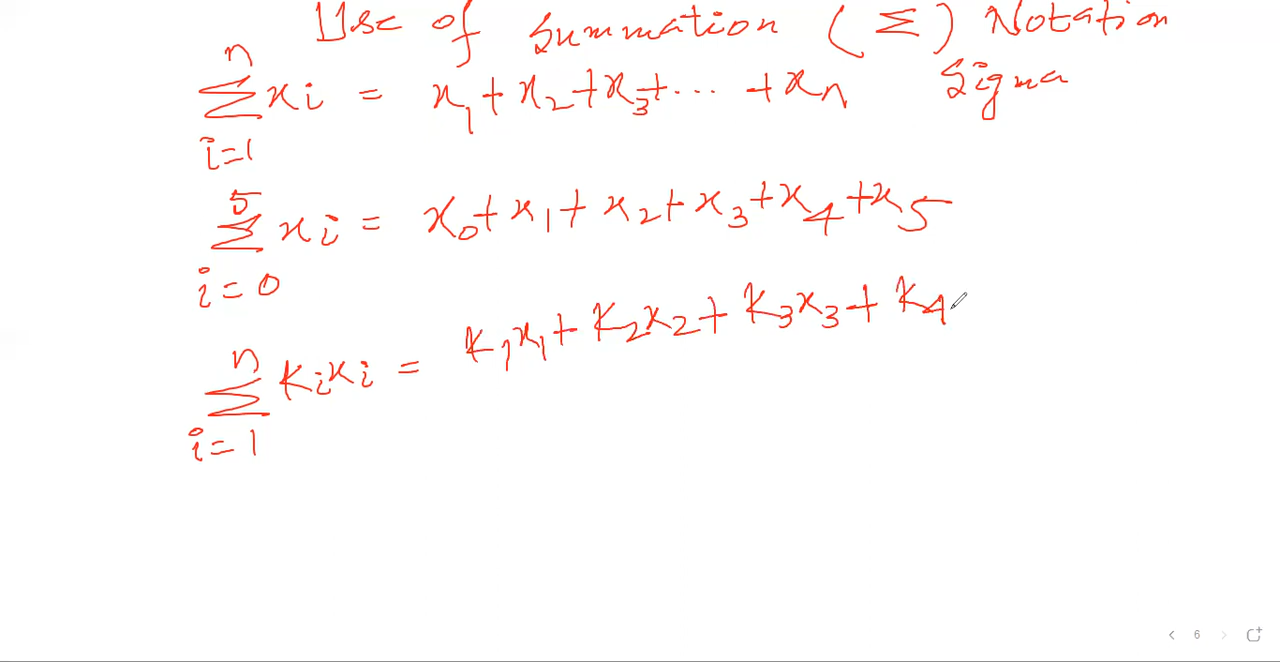 Use of Summation (Σ) Notation
Sigma
n
∑ xi = x₁ + x₂ + x₃ + ... + xn
i=1
5
∑ xi = x₀ + x₁ + x₂ + x₃ + x₄ + x₅
i=0
n
∑ Kixi = K₁x₁ + K₂x₂ + K₃x₃ + K₄
i=1
< 6 >